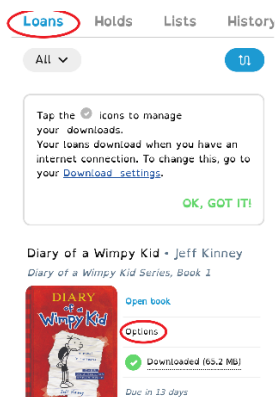 Loans Holds Lists History
All
Tap the icons to manage
your downloads.
Your loans download when you have an
internet connection. To change this, go to
your Download settings.
OK, GOT IT!
Diary of a Wimpy Kid • Jeff Kinney
Diary of a Wimpy Kid Series, Book 1
DIARY
of a
Wimpy Kid
Open book
Options
Downloaded (65.2 MB)
Due in 13 days
Jeff Kinney